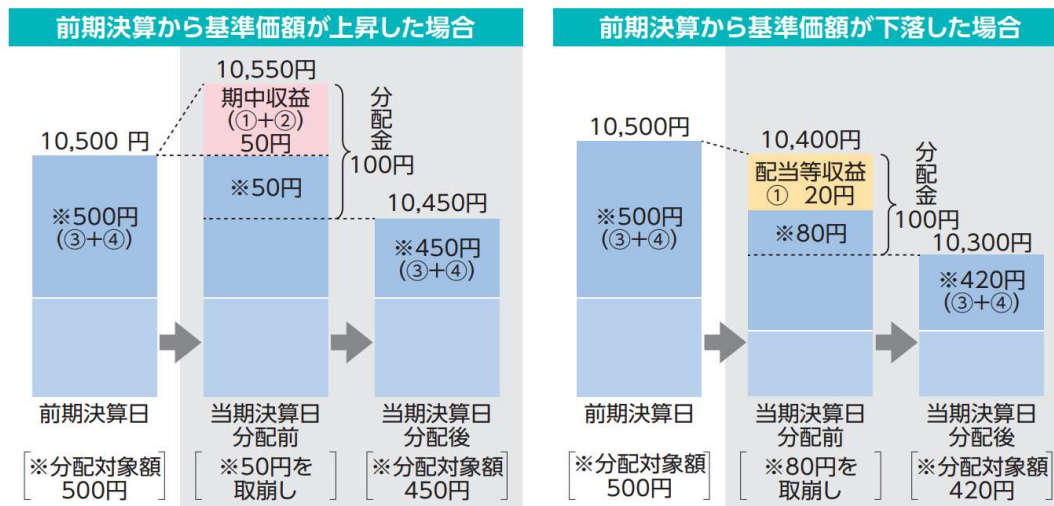 前期決算から基準価額が上昇した場合
10,550円
期中収益
(①+②)
50円
分配金
100円
10,500 円
※500円
(③+④)
※50円
10,450円
※450円
(③+④)
前期決算日
当期決算日
分配前
当期決算日
分配後
※分配対象額
500円
※50円を
取崩し
※分配対象額
450円
前期決算から基準価額が下落した場合
10,500円
10,400円
配当等収益
① 20円
分配金
100円
※500円
(③+④)
※80円
10,300円
※420円
(③+④)
前期決算日
当期決算日
分配前
当期決算日
分配後
※分配対象額
500円
※80円を
取崩し
※分配対象額
420円